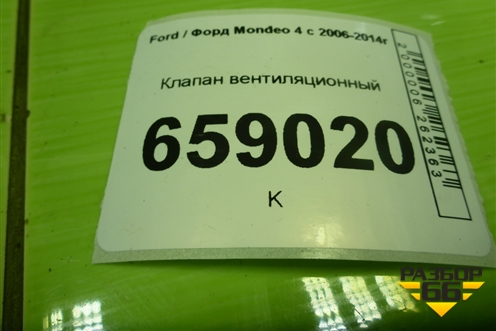 Ford / Форд Mondeo 4 с 2006-2014г
Клапан вентиляционный
659020
К
2000006262363
РАЗБОР
66